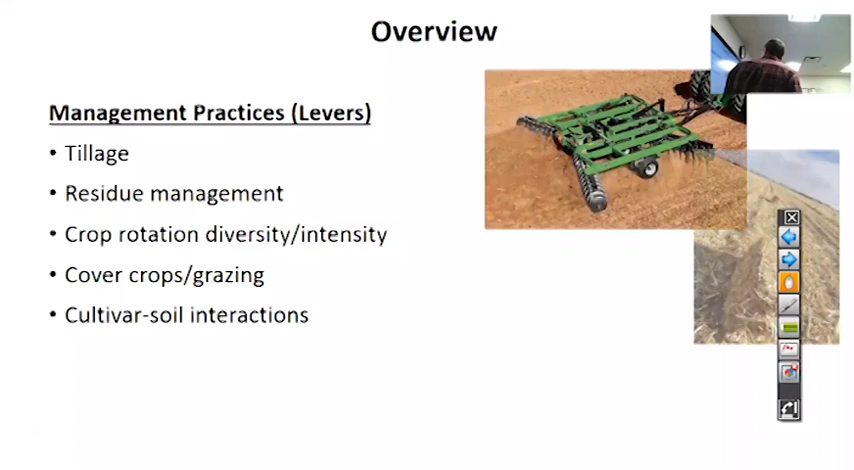 Overview
Management Practices (Levers)
• Tillage
• Residue management
• Crop rotation diversity/intensity
• Cover crops/grazing
• Cultivar-soil interactions